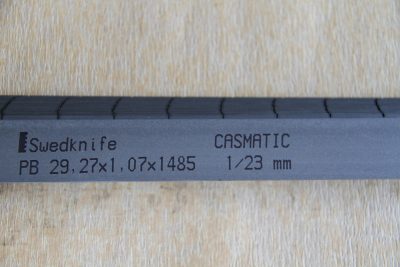 Swedknife CASMATIC
PB 29,27x1,07x1485 1/23 mm